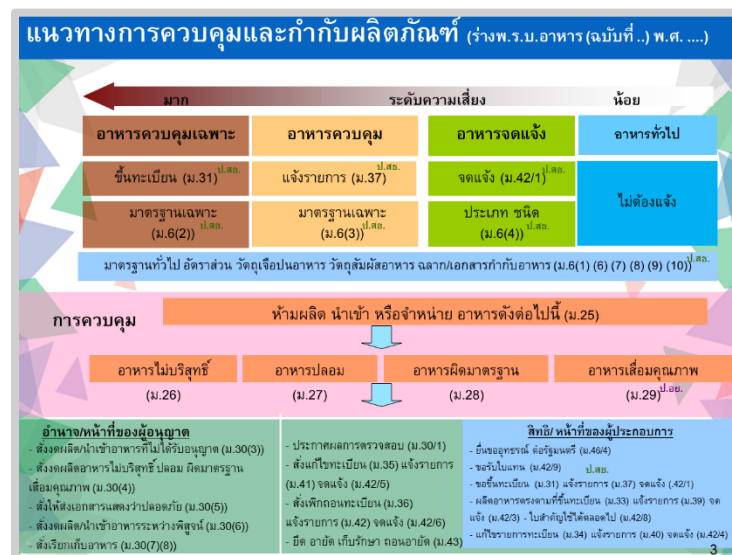 แนวทางการควบคุมและกำกับผลิตภัณฑ์ (ร่างพ.ร.บ.อาหาร (ฉบับที่ ..) พ.ศ. ....)
มาก ระดับความเสี่ยง น้อย
อาหารควบคุมเฉพาะ อาหารควบคุม อาหารจดแจ้ง อาหารทั่วไป
ขึ้นทะเบียน (ม.31) ป.สธ. แจ้งรายการ (ม.37) ป.สธ. จดแจ้ง (ม.42/1) ป.สธ. ไม่ต้องแจ้ง
มาตรฐานเฉพาะ มาตรฐานเฉพาะ ประเภท ชนิด
(ม.6(2)) ป.สธ. (ม.6(3)) ป.สธ. (ม.6(4)) ป.สธ.
มาตรฐานทั่วไป อัตราส่วน วัตถุเจือปนอาหาร วัตถุสัมผัสอาหาร ฉลาก/เอกสารกำกับอาหาร (ม.6(1) (6) (7) (8) (9) (10)) ป.สธ.
การควบคุม
ห้ามผลิต นำเข้า หรือจำหน่าย อาหารดังต่อไปนี้ (ม.25)
อาหารไม่บริสุทธิ์ อาหารปลอม อาหารผิดมาตรฐาน อาหารเสื่อมคุณภาพ
(ม.26) (ม.27) (ม.28) (ม.29) ป.อย.
อำนาจ/หน้าที่ของผู้อนุญาต
- สั่งงดผลิต/นำเข้าอาหารที่ไม่ได้รับอนุญาต (ม.30(3))
- สั่งงดผลิตอาหารไม่บริสุทธิ์ ปลอม ผิดมาตรฐาน
เสื่อมคุณภาพ (ม.30(4))
- สั่งให้ส่งเอกสารแสดงว่าปลอดภัย (ม.30(5))
- สั่งงดผลิต/นำเข้าอาหารระหว่างพิสูจน์ (ม.30(6))
- สั่งเรียกเก็บอาหาร (ม.30(7)(8))
- ประกาศผลการตรวจสอบ (ม.30/1)
- สั่งแก้ไขทะเบียน (ม.35) แจ้งรายการ
(ม.41) จดแจ้ง (ม.42/5)
- สั่งเพิกถอนทะเบียน (ม.36)
แจ้งรายการ (ม.42) จดแจ้ง (ม.42/6)
- ยึด อายัด เก็บรักษา ถอนอายัด (ม.43)
สิทธิ/ หน้าที่ของผู้ประกอบการ
- ยื่นขออุทธรณ์ ต่อรัฐมนตรี (ม.46/4)
- ขอรับใบแทน (ม.42/9) ป.สธ.
- ขอขึ้นทะเบียน (ม.31) แจ้งรายการ (ม.37) จดแจ้ง (.42/1)
- ผลิตอาหารตรงตามที่ขึ้นทะเบียน (ม.33) แจ้งรายการ (ม.39) จด
แจ้ง (ม.42/3) - ใบสำคัญใช้ได้ตลอดไป (ม.42/8)
- แก้ไขรายการทะเบียน (ม.34) แจ้งรายการ (ม.40) จดแจ้ง (ม.42/4)
3